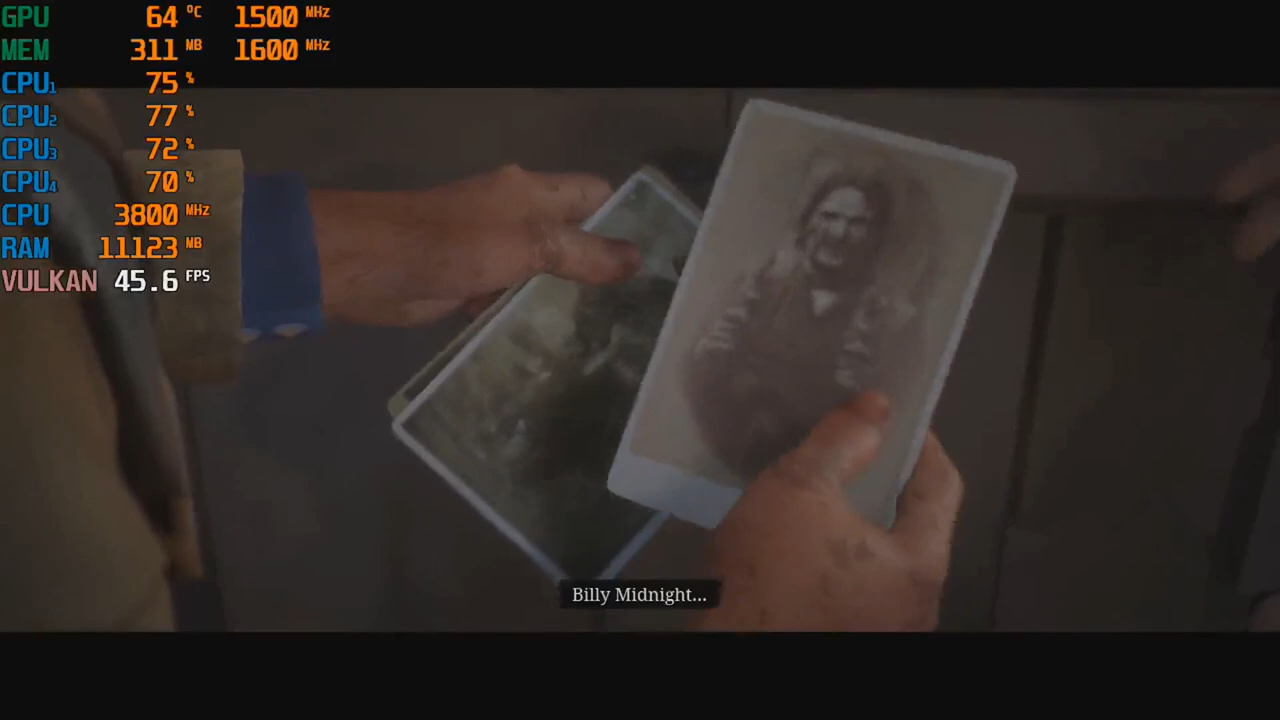 GPU 64 °C 1500 MHz
MEM 311 MB 1600 MHz
CPU1 75 %
CPU2 77 %
CPU3 72 %
CPU4 70 %
CPU 3800 MHz
RAM 11123 MB
VULKAN 45.6 FPS
Billy Midnight...